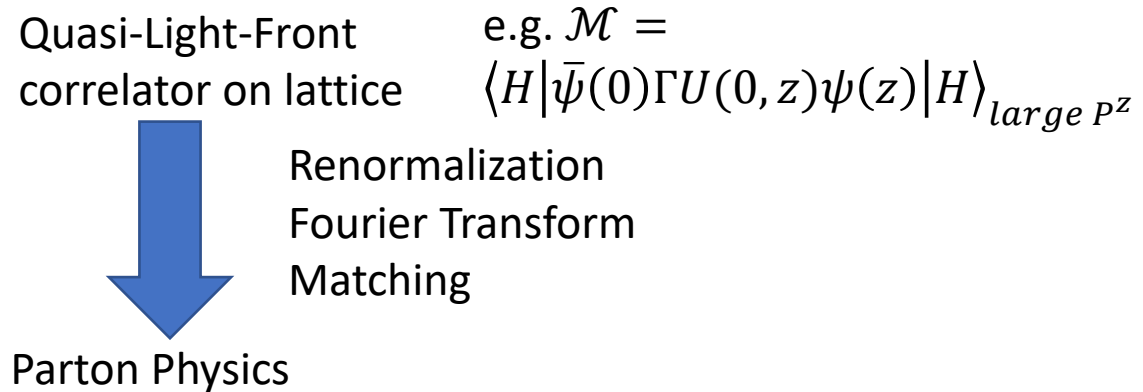 Quasi-Light-Front
correlator on lattice
e.g. ℳ =
⟨H|ψ̄(0)ΓU(0, z)ψ(z)|H⟩_{large P^z}
Renormalization
Fourier Transform
Matching
Parton Physics